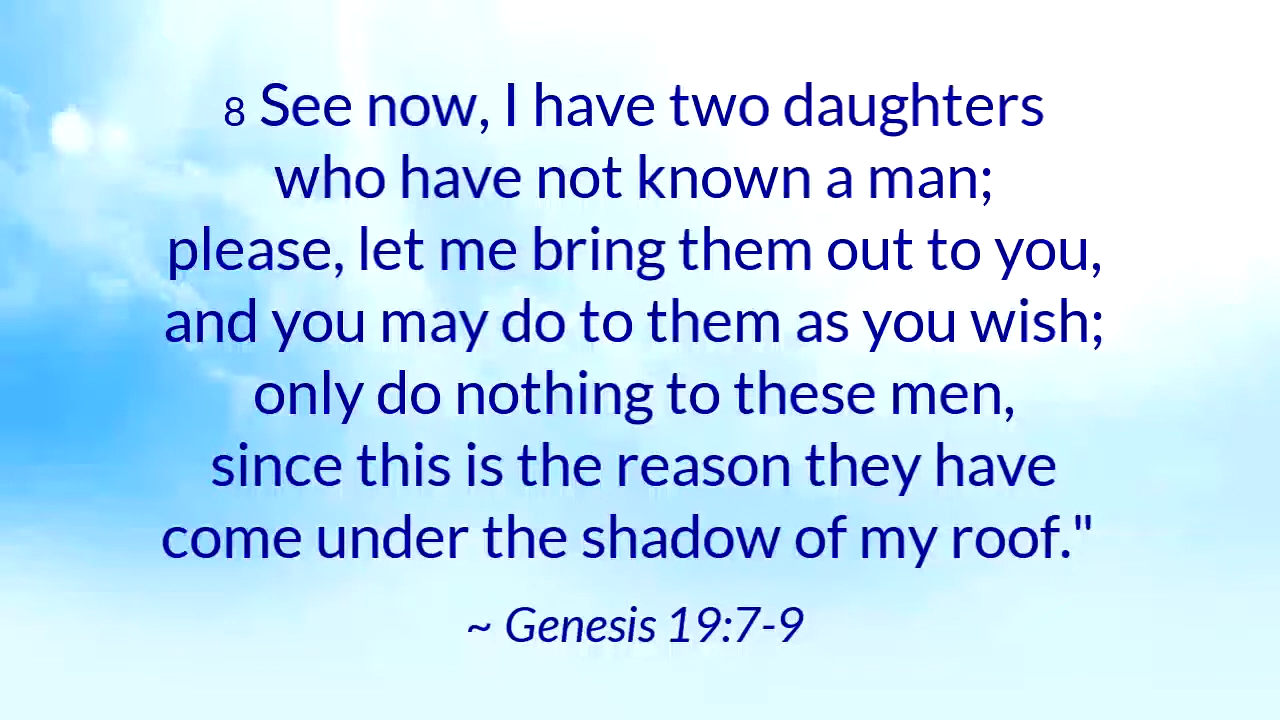 8 See now, I have two daughters
who have not known a man;
please, let me bring them out to you,
and you may do to them as you wish;
only do nothing to these men,
since this is the reason they have
come under the shadow of my roof."
~ Genesis 19:7-9